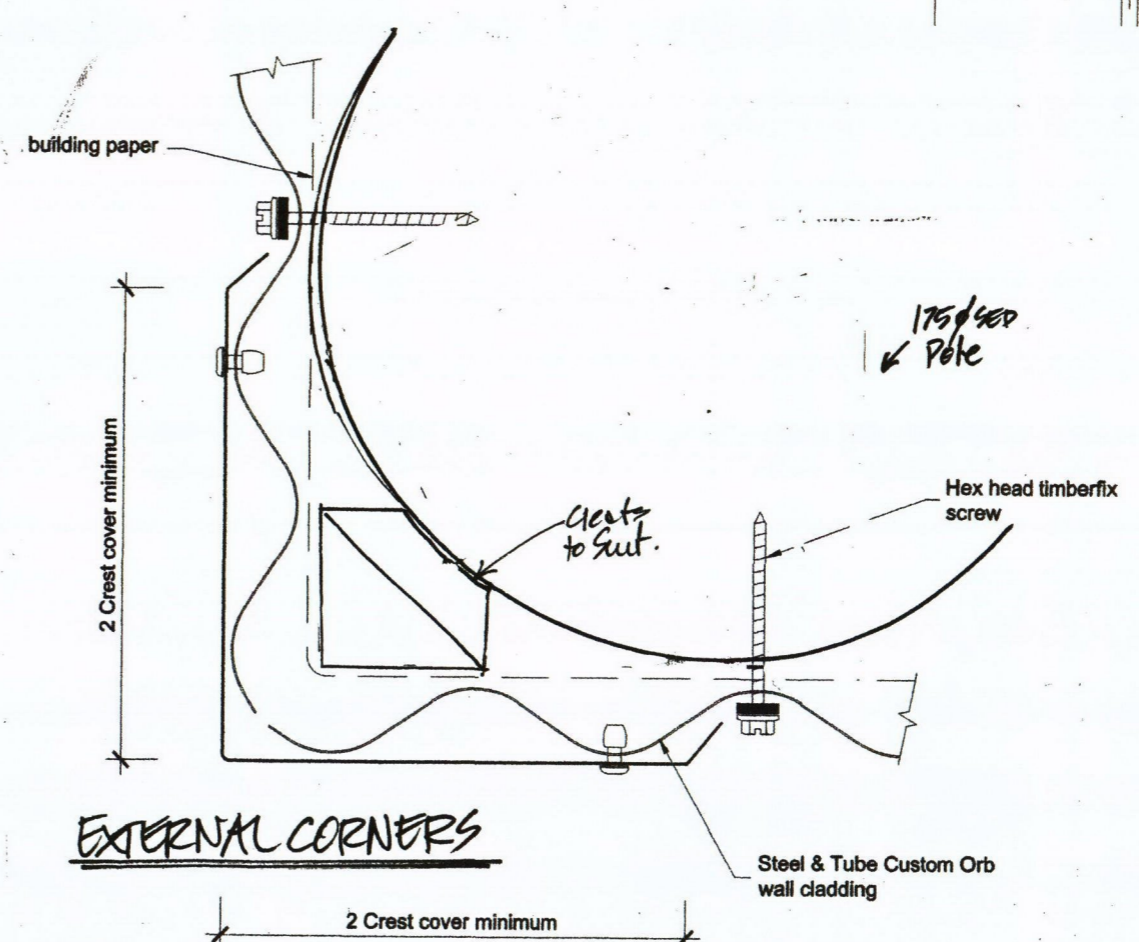 building paper
2 Crest cover minimum
175ø SED
Pole
Hex head timberfix
screw
cleats
to Suit.
EXTERNAL CORNERS
Steel & Tube Custom Orb
wall cladding
2 Crest cover minimum